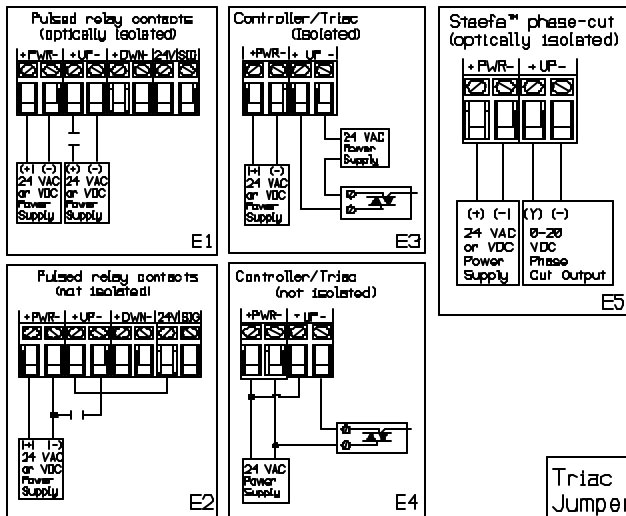 Pulsed relay contacts
(optically isolated)
+PWR- +UP- +DWN- 24V SIG
(+) (-)
24 VAC
or VDC
Power
Supply
(+) (-)
24 VAC
or VDC
Power
Supply
E1
Controller/Triac
(Isolated)
+PWR- + UP -
24 VAC
Power
Supply
(+) (-)
24 VAC
or VDC
Power
Supply
E3
Staefa™ phase-cut
(optically isolated)
+ PWR- + UP-
(+) (-)
24 VAC
or VDC
Power
Supply
(Y) (-)
0-20
VDC
Phase
Cut Output
E5
Pulsed relay contacts
(not isolated)
+PWR- +UP- +DWN- 24V SIG
(+) (-)
24 VAC
or VDC
Power
Supply
E2
Controller/Triac
(not isolated)
+PWR- + UP-
24 VAC
Power
Supply
E4
Triac